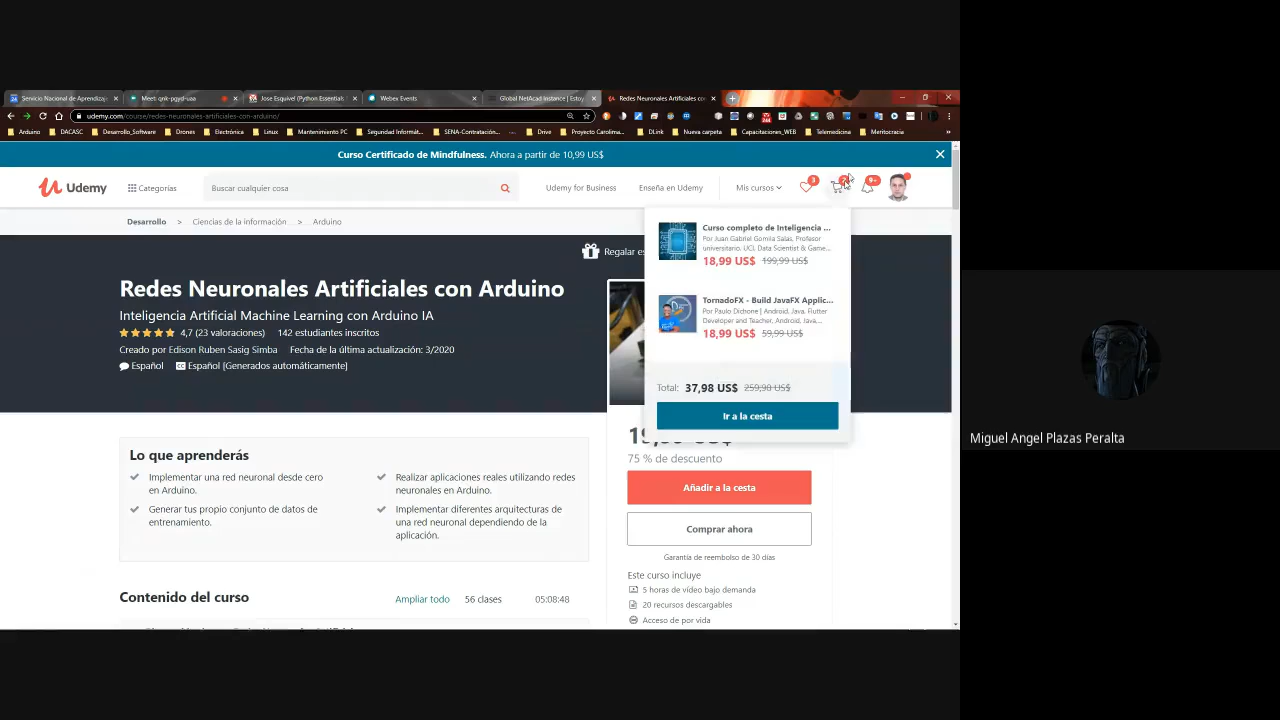 Servicio Nacional de Aprendizaje
Meet: qnk-pgyd-uaa
Jose Esquivel (Python Essentials
Webex Events
Global NetAcad Instance | Estoy
Redes Neuronales Artificiales co
udemy.com/course/redes-neuronales-artificiales-con-arduino/
Arduino
DACASC
Desarrollo_Software
Drones
Electrónica
Linux
Mantenimiento PC
Seguridad Informát...
SENA-Contratación...
Drive
Proyecto Carolima...
DLink
Nueva carpeta
Capacitaciones_WEB
Telemedicina
Meritocracia
Curso Certificado de Mindfulness. Ahora a partir de 10,99 US$
Udemy
Categorías
Buscar cualquier cosa
Udemy for Business
Enseña en Udemy
Mis cursos
3
9+
Desarrollo > Ciencias de la información > Arduino
Regalar es
Redes Neuronales Artificiales con Arduino
Inteligencia Artificial Machine Learning con Arduino IA
4,7 (23 valoraciones) 142 estudiantes inscritos
Creado por Edison Ruben Sasig Simba Fecha de la última actualización: 3/2020
Español Español [Generados automáticamente]
Curso completo de Inteligencia ...
Por Juan Gabriel Gomila Salas, Profesor
universitario, UCI, Data Scientist & Game...
18,99 US$ 199,99 US$
TornadoFX - Build JavaFX Applic...
Por Paulo Dichone | Android, Java, Flutter
Developer and Teacher, Android, Java,...
18,99 US$ 59,99 US$
Total: 37,98 US$ 259,98 US$
Ir a la cesta
75 % de descuento
Añadir a la cesta
Comprar ahora
Garantía de reembolso de 30 días
Este curso incluye
5 horas de vídeo bajo demanda
20 recursos descargables
Acceso de por vida
Lo que aprenderás
Implementar una red neuronal desde cero
en Arduino.
Generar tus propio conjunto de datos de
entrenamiento.
Realizar aplicaciones reales utilizando redes
neuronales en Arduino.
Implementar diferentes arquitecturas de
una red neuronal dependiendo de la
aplicación.
Contenido del curso
Ampliar todo 56 clases 05:08:48
Miguel Angel Plazas Peralta